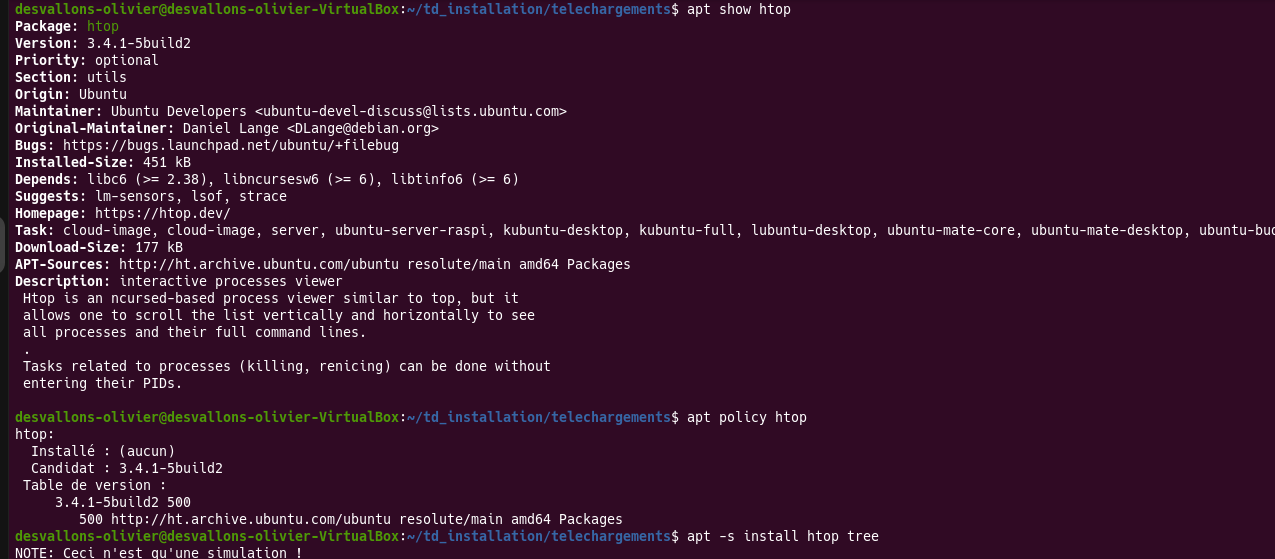 desvallons-olivier@desvallons-olivier-VirtualBox:~/td_installation/telechargements$ apt show htop
Package: htop
Version: 3.4.1-5build2
Priority: optional
Section: utils
Origin: Ubuntu
Maintainer: Ubuntu Developers <ubuntu-devel-discuss@lists.ubuntu.com>
Original-Maintainer: Daniel Lange <DLange@debian.org>
Bugs: https://bugs.launchpad.net/ubuntu/+filebug
Installed-Size: 451 kB
Depends: libc6 (>= 2.38), libncursesw6 (>= 6), libtinfo6 (>= 6)
Suggests: lm-sensors, lsof, strace
Homepage: https://htop.dev/
Task: cloud-image, cloud-image, server, ubuntu-server-raspi, kubuntu-desktop, kubuntu-full, lubuntu-desktop, ubuntu-mate-core, ubuntu-mate-desktop, ubuntu-bud
Download-Size: 177 kB
APT-Sources: http://ht.archive.ubuntu.com/ubuntu resolute/main amd64 Packages
Description: interactive processes viewer
 Htop is an ncursed-based process viewer similar to top, but it
 allows one to scroll the list vertically and horizontally to see
 all processes and their full command lines.
 .
 Tasks related to processes (killing, renicing) can be done without
 entering their PIDs.
desvallons-olivier@desvallons-olivier-VirtualBox:~/td_installation/telechargements$ apt policy htop
htop:
  Installé : (aucun)
  Candidat : 3.4.1-5build2
 Table de version :
     3.4.1-5build2 500
        500 http://ht.archive.ubuntu.com/ubuntu resolute/main amd64 Packages
desvallons-olivier@desvallons-olivier-VirtualBox:~/td_installation/telechargements$ apt -s install htop tree
NOTE: Ceci n'est qu'une simulation !